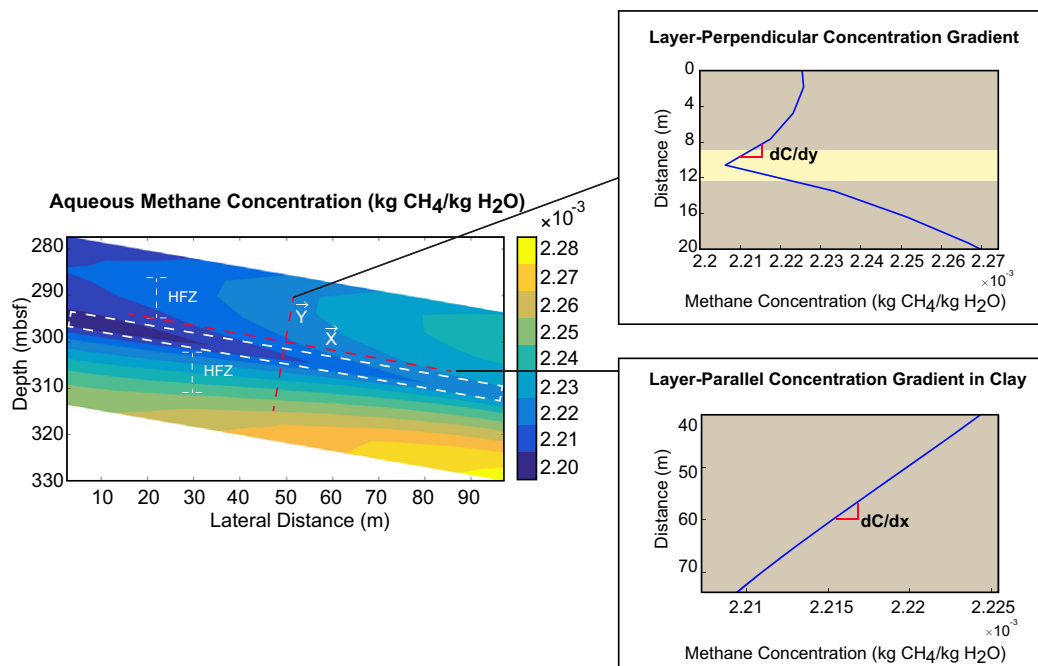 Aqueous Methane Concentration (kg CH4/kg H2O)
×10-3
280
290
300
310
320
330
Depth (mbsf)
HFZ
HFZ
Y
X
10 20 30 40 50 60 70 80 90
Lateral Distance (m)
2.28
2.27
2.26
2.25
2.24
2.23
2.22
2.21
2.20
Layer-Perpendicular Concentration Gradient
0
4
8
12
16
20
Distance (m)
dC/dy
2.2 2.21 2.22 2.23 2.24 2.25 2.26 2.27
×10-3
Methane Concentration (kg CH4/kg H2O)
Layer-Parallel Concentration Gradient in Clay
40
50
60
70
Distance (m)
dC/dx
2.21 2.215 2.22 2.225
×10-3
Methane Concentration (kg CH4/kg H2O)